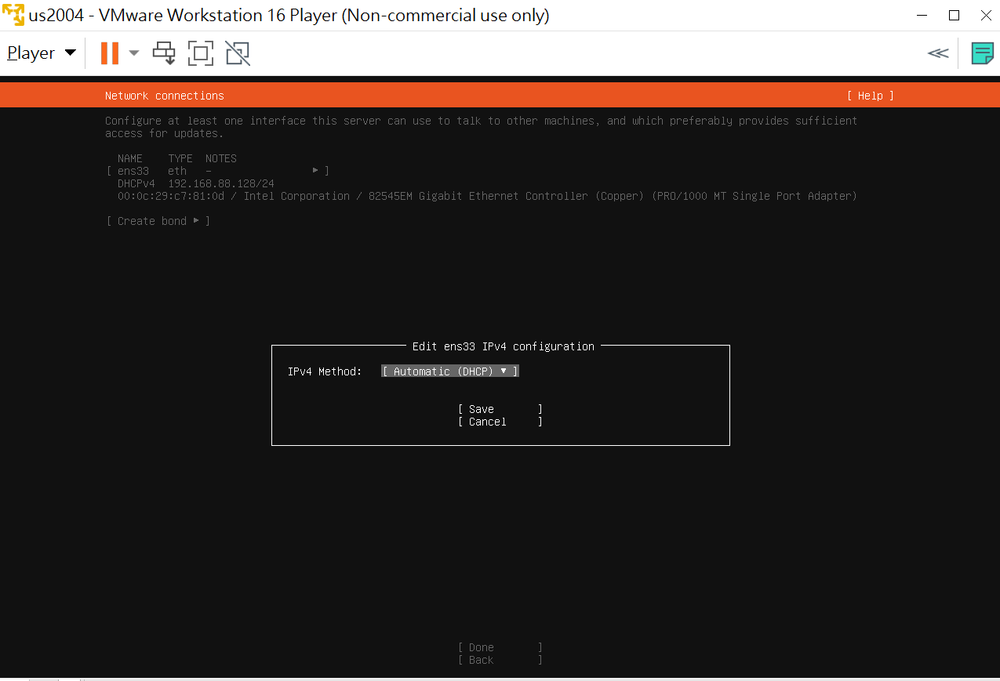 us2004 - VMware Workstation 16 Player (Non-commercial use only)
Player
Network connections [ Help ]
Configure at least one interface this server can use to talk to other machines, and which preferably provides sufficient
access for updates.
NAME TYPE NOTES
[ ens33 eth – ▸ ]
DHCPv4 192.168.88.128/24
00:0c:29:c7:81:0d / Intel Corporation / 82545EM Gigabit Ethernet Controller (Copper) (PRO/1000 MT Single Port Adapter)
[ Create bond ▸ ]
Edit ens33 IPv4 configuration
IPv4 Method: [ Automatic (DHCP) ▾ ]
[ Save ]
[ Cancel ]
[ Done ]
[ Back ]